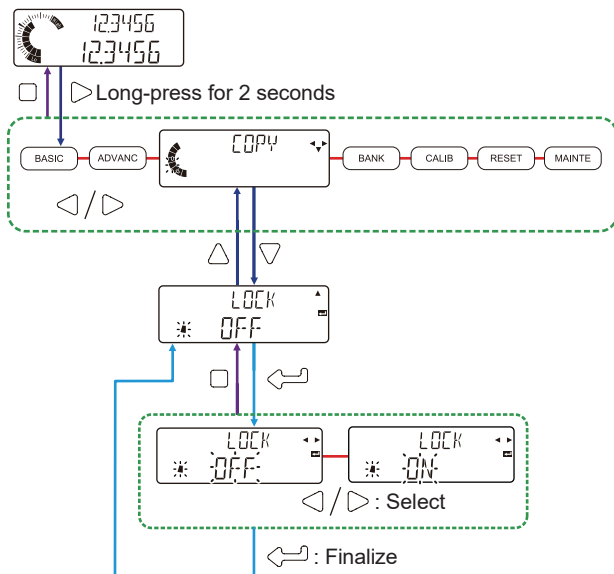 12.3456
12.3456
Long-press for 2 seconds
BASIC ADVANC COPY BANK CALIB RESET MAINTE
/
LOCK
OFF
LOCK LOCK
OFF ON
/ : Select
: Finalize